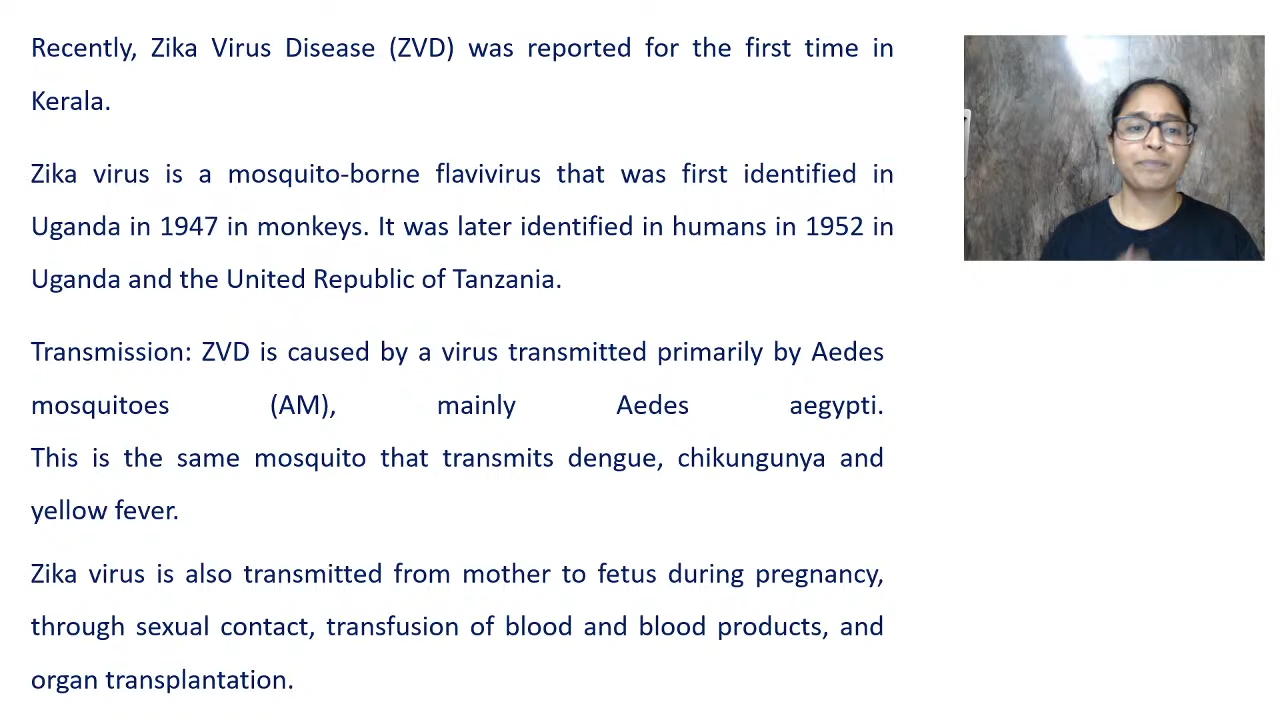 Recently, Zika Virus Disease (ZVD) was reported for the first time in
Kerala.
Zika virus is a mosquito-borne flavivirus that was first identified in
Uganda in 1947 in monkeys. It was later identified in humans in 1952 in
Uganda and the United Republic of Tanzania.
Transmission: ZVD is caused by a virus transmitted primarily by Aedes
mosquitoes (AM), mainly Aedes aegypti.
This is the same mosquito that transmits dengue, chikungunya and
yellow fever.
Zika virus is also transmitted from mother to fetus during pregnancy,
through sexual contact, transfusion of blood and blood products, and
organ transplantation.